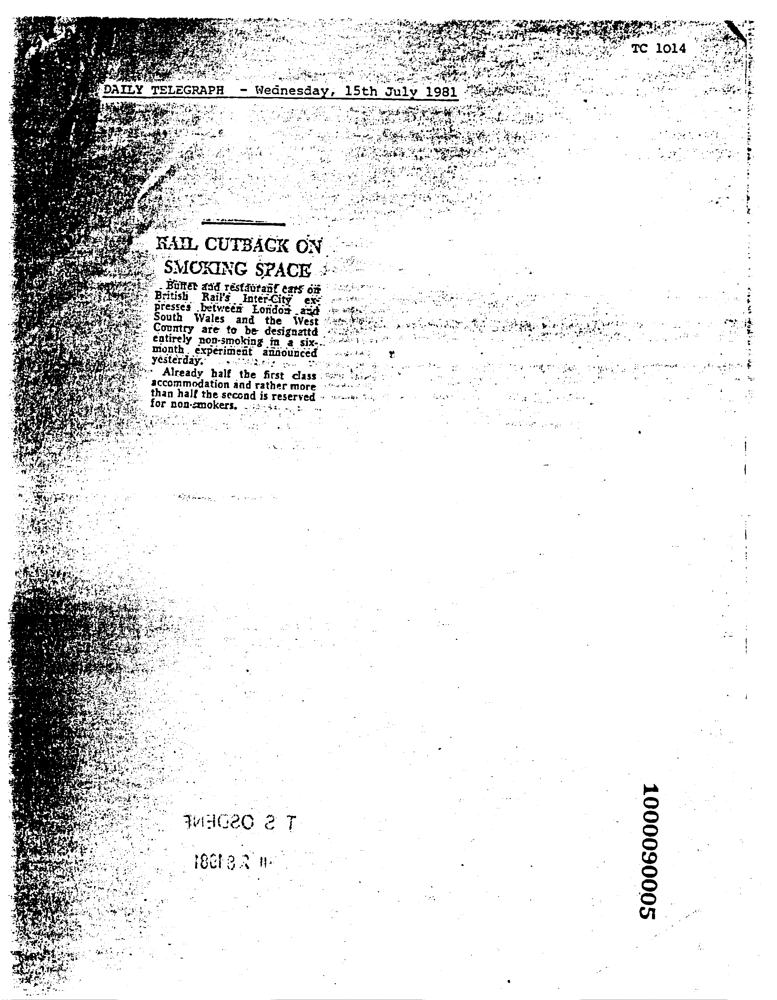 TC 1014
DAILY TELEGRAPH - Wednesday, 15th July 1981
RAIL CUTBACK ON
SMOKING SPACE
Buffet and restaurant cars on
British Rail's Inter-City ex-
presses between London and
South Wales and the West
Country are to be designattd
entirely non-smoking in a six-
month experiment announced
yesterday.
Already half the first class
accommodation and rather more
than half the second is reserved
for non-smokers.
T S OSDENE
1000090005